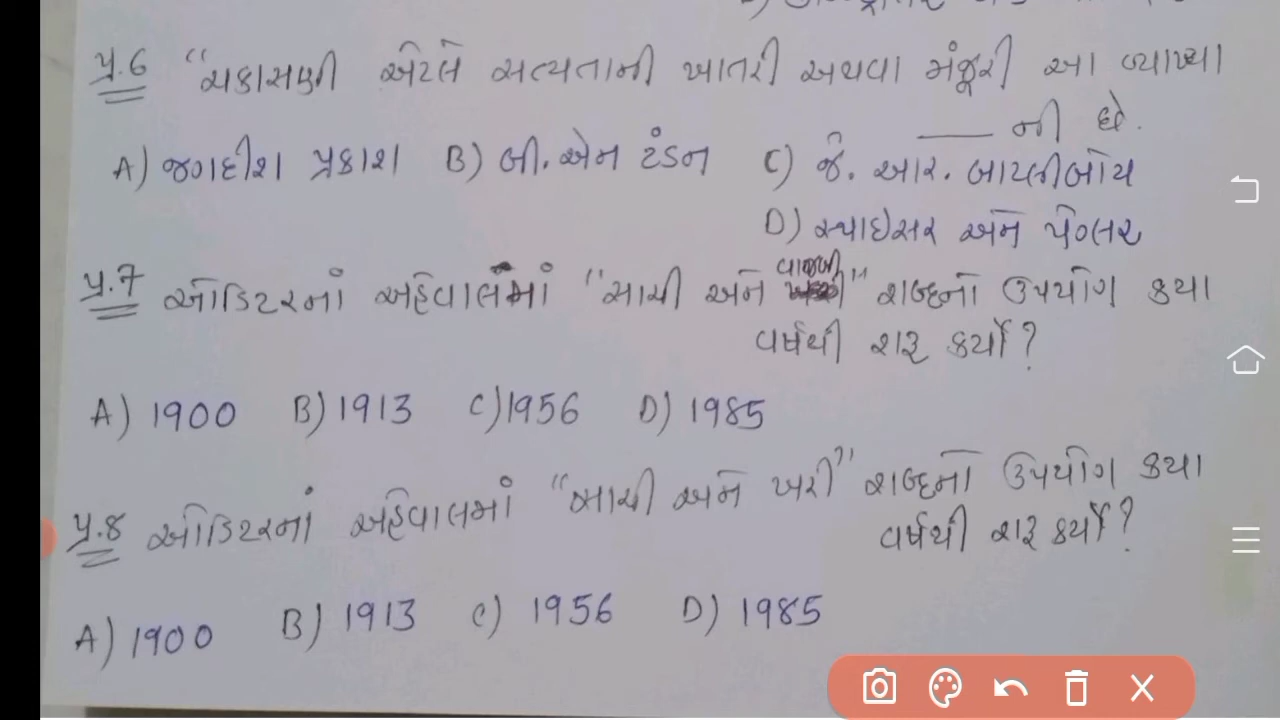 પ્ર.6 "ચકાસણી એટલે સત્યતાની ખાતરી અથવા મંજૂરી આ વ્યાખ્યા
____ ની છે.
A) જગદીશ પ્રકાશ B) બી. એન ટંડન C) જે. આર. બાટલીબોય
D) સ્પાઇસર અને પેગ્લર
પ્ર.7 ઓડિટરનાં અહેવાલમાં "સાચી અને વાજબી" શબ્દનો ઉપયોગ કયા
વર્ષથી શરૂ કર્યો?
A) 1900 B) 1913 C) 1956 D) 1985
પ્ર.8 ઓડિટરનાં અહેવાલમાં "સાચી અને ખરી" શબ્દનો ઉપયોગ કયા
વર્ષથી શરૂ કર્યો?
A) 1900 B) 1913 C) 1956 D) 1985